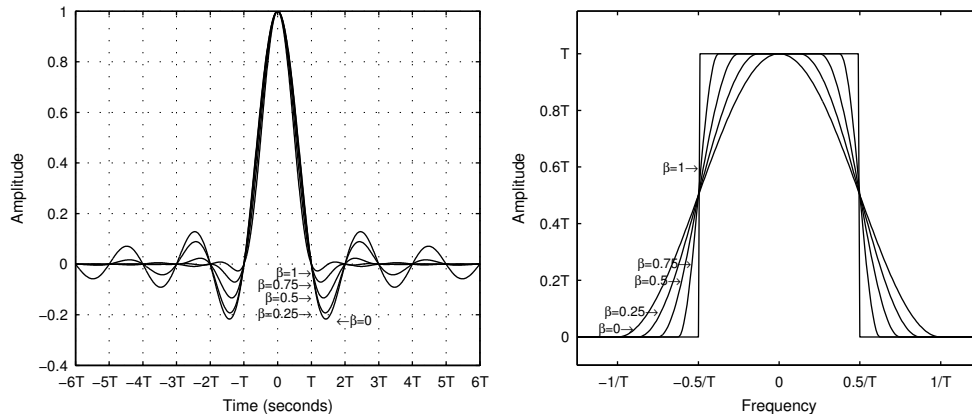 1
0.8
0.6
0.4
0.2
0
−0.2
−0.4
Amplitude
β=1→
β=0.75→
β=0.5→
β=0.25→
←β=0
−6T −5T −4T −3T −2T −T 0 T 2T 3T 4T 5T 6T
Time (seconds)
T
0.8T
0.6T
0.4T
0.2T
0
Amplitude
β=1→
β=0.75→
β=0.5→
β=0.25→
β=0→
−1/T −0.5/T 0 0.5/T 1/T
Frequency